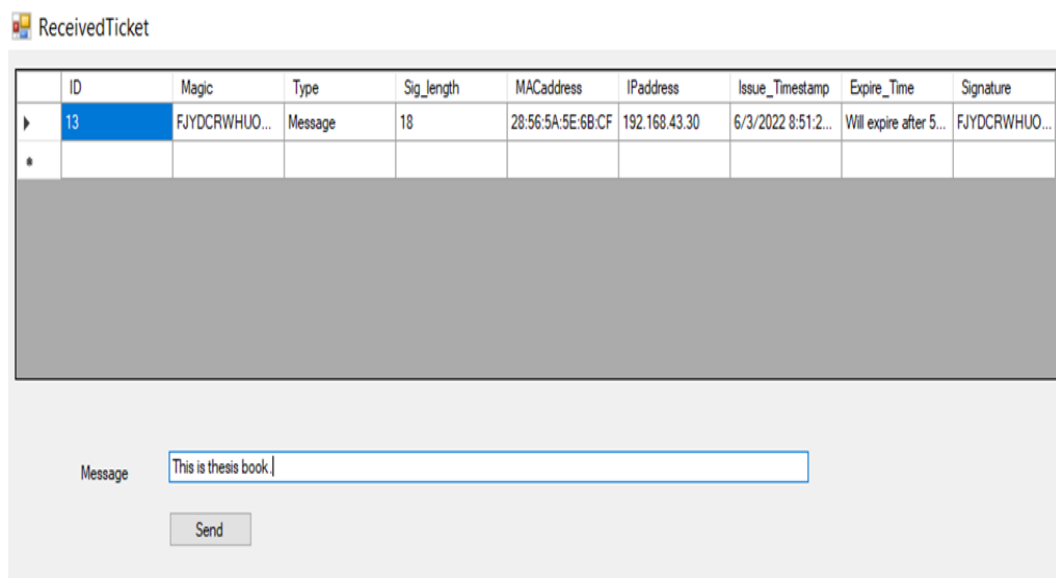 ReceivedTicket
ID Magic Type Sig_length MACaddress IPaddress Issue_Timestamp Expire_Time Signature
13 FJYDCRWHUO... Message 18 28:56:5A:5E:6B:CF 192.168.43.30 6/3/2022 8:51:2... Will expire after 5... FJYDCRWHUO...
Message This is thesis book.
Send